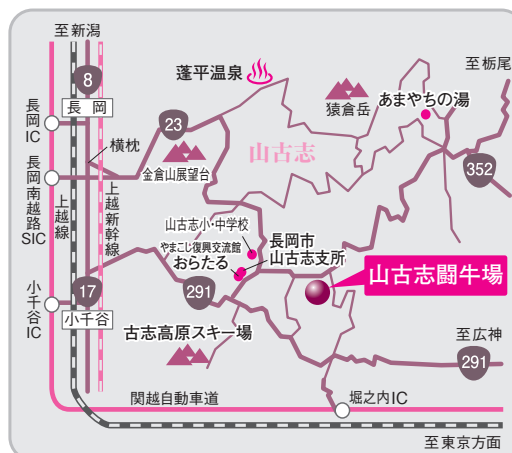 至新潟
8
長岡
長岡IC
横枕
23
蓬平温泉
猿倉岳
至栃尾
あまやちの湯
352
金倉山展望台
山古志
長岡南越路SIC
上越線
上越新幹線
山古志小・中学校
やまこし復興交流館
おらたる
長岡市
山古志支所
山古志闘牛場
小千谷IC
17
小千谷
291
古志高原スキー場
至広神
291
関越自動車道
堀之内IC
至東京方面